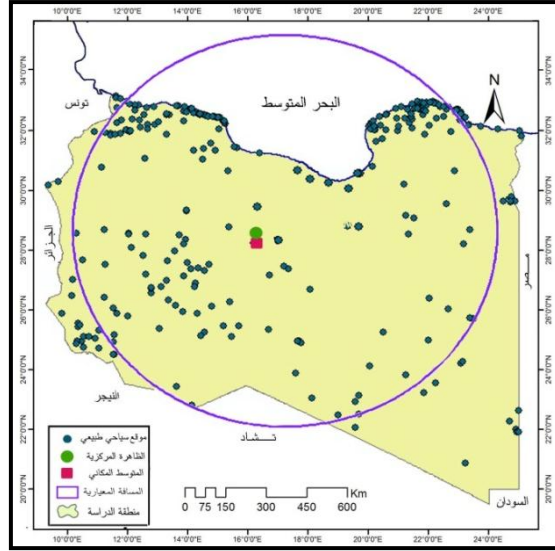 10°0'0"E 12°0'0"E 14°0'0"E 16°0'0"E 18°0'0"E 20°0'0"E 22°0'0"E 24°0'0"E
34°0'0"N
32°0'0"N
30°0'0"N
28°0'0"N
26°0'0"N
24°0'0"N
22°0'0"N
20°0'0"N
N
تونس
البحر المتوسط
الجزائر
مصر
النيجر
تشاد
السودان
موقع سياحي طبيعي
الظاهرة المركزية
المتوسط المكاني
المسافة المعيارية
منطقة الدراسة
Km
0 75 150 300 450 600
34°0'0"N
32°0'0"N
30°0'0"N
28°0'0"N
26°0'0"N
24°0'0"N
22°0'0"N
20°0'0"N
10°0'0"E 12°0'0"E 14°0'0"E 16°0'0"E 18°0'0"E 20°0'0"E 22°0'0"E 24°0'0"E